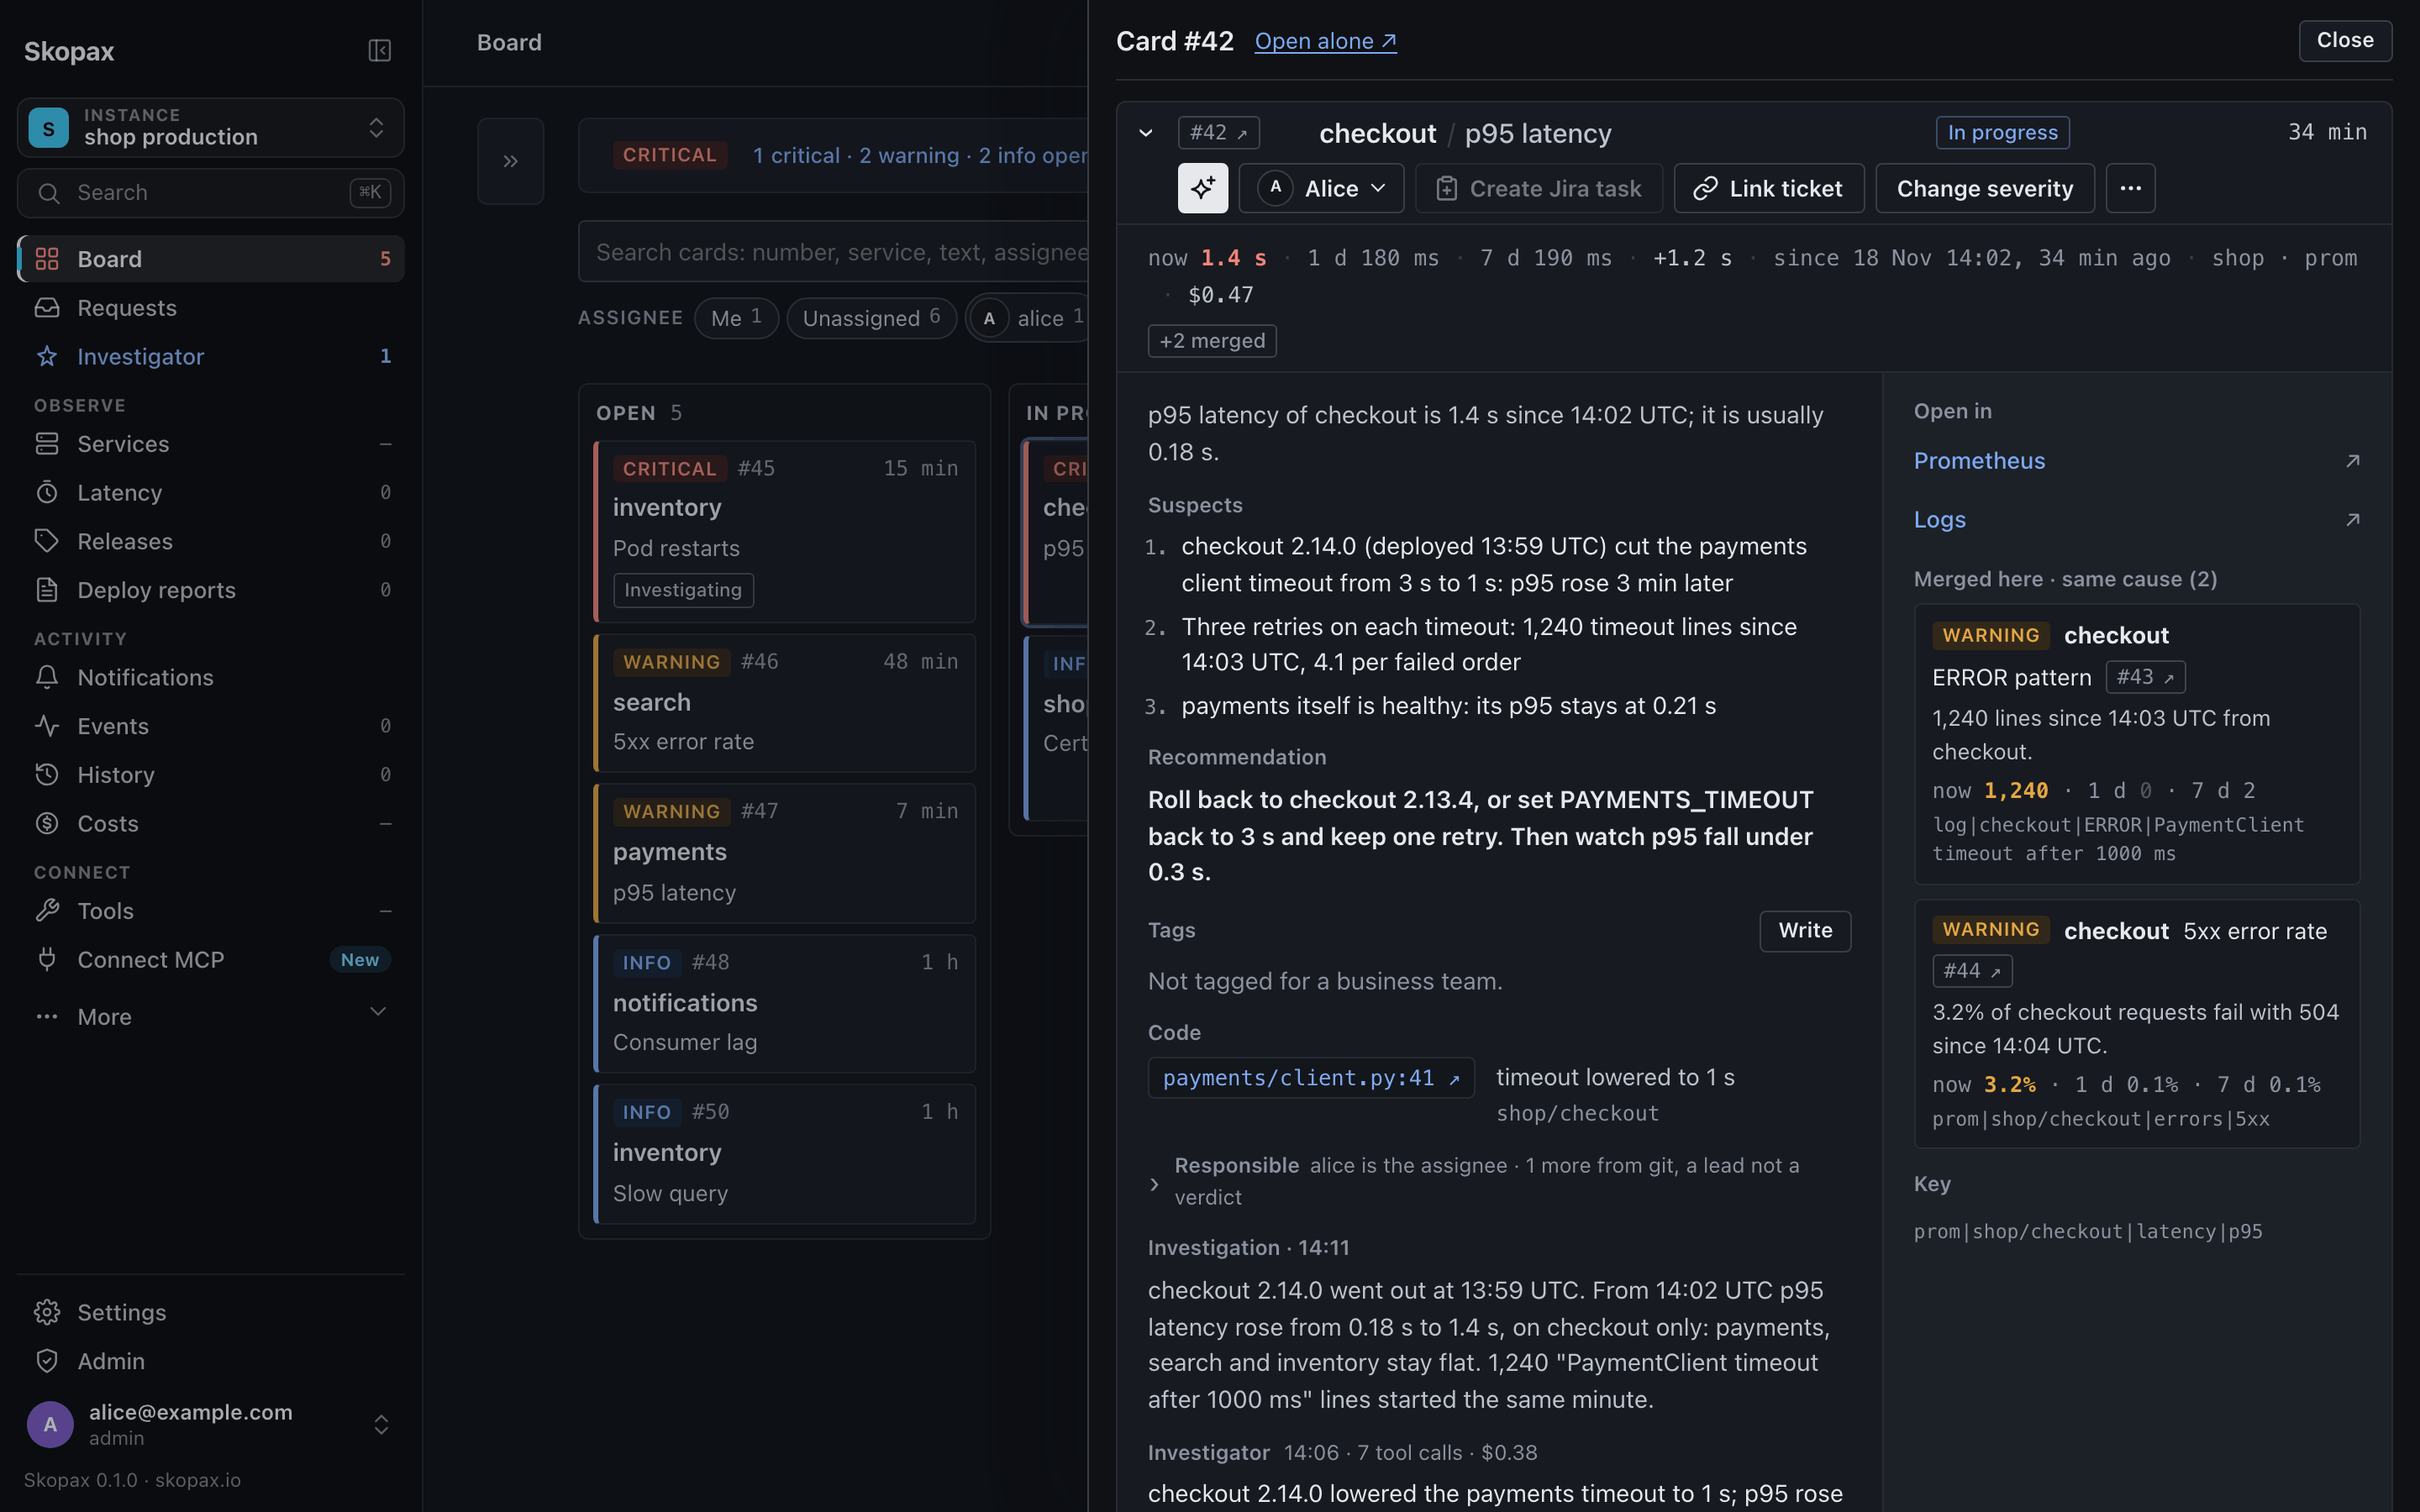 Skopax
S
INSTANCE
shop production
Search ⌘K
Board 5
Requests
Investigator 1
OBSERVE
Services –
Latency 0
Releases 0
Deploy reports 0
ACTIVITY
Notifications
Events 0
History 0
Costs –
CONNECT
Tools –
Connect MCP New
More
Settings
Admin
A
alice@example.com
admin
Skopax 0.1.0 · skopax.io
Board
CRITICAL 1 critical · 2 warning · 2 info open
Search cards: number, service, text, assignee
ASSIGNEE Me 1 Unassigned 6 A alice 1
OPEN 5
CRITICAL #45 15 min
inventory
Pod restarts
Investigating
WARNING #46 48 min
search
5xx error rate
WARNING #47 7 min
payments
p95 latency
INFO #48 1 h
notifications
Consumer lag
INFO #50 1 h
inventory
Slow query
IN PR
CRI
che
p95
INF
sho
Cert
Card #42 Open alone ↗ Close
#42 ↗ checkout / p95 latency In progress 34 min
A Alice Create Jira task Link ticket Change severity ···
now 1.4 s · 1 d 180 ms · 7 d 190 ms · +1.2 s · since 18 Nov 14:02, 34 min ago · shop · prom
· $0.47
+2 merged
p95 latency of checkout is 1.4 s since 14:02 UTC; it is usually
0.18 s.
Suspects
1. checkout 2.14.0 (deployed 13:59 UTC) cut the payments
client timeout from 3 s to 1 s: p95 rose 3 min later
2. Three retries on each timeout: 1,240 timeout lines since
14:03 UTC, 4.1 per failed order
3. payments itself is healthy: its p95 stays at 0.21 s
Recommendation
Roll back to checkout 2.13.4, or set PAYMENTS_TIMEOUT
back to 3 s and keep one retry. Then watch p95 fall under
0.3 s.
Tags Write
Not tagged for a business team.
Code
payments/client.py:41 ↗ timeout lowered to 1 s
shop/checkout
Responsible alice is the assignee · 1 more from git, a lead not a
verdict
Investigation · 14:11
checkout 2.14.0 went out at 13:59 UTC. From 14:02 UTC p95
latency rose from 0.18 s to 1.4 s, on checkout only: payments,
search and inventory stay flat. 1,240 "PaymentClient timeout
after 1000 ms" lines started the same minute.
Investigator 14:06 · 7 tool calls · $0.38
checkout 2.14.0 lowered the payments timeout to 1 s; p95 rose
Open in
Prometheus ↗
Logs ↗
Merged here · same cause (2)
WARNING checkout
ERROR pattern #43 ↗
1,240 lines since 14:03 UTC from
checkout.
now 1,240 · 1 d 0 · 7 d 2
log|checkout|ERROR|PaymentClient
timeout after 1000 ms
WARNING checkout 5xx error rate
#44 ↗
3.2% of checkout requests fail with 504
since 14:04 UTC.
now 3.2% · 1 d 0.1% · 7 d 0.1%
prom|shop/checkout|errors|5xx
Key
prom|shop/checkout|latency|p95